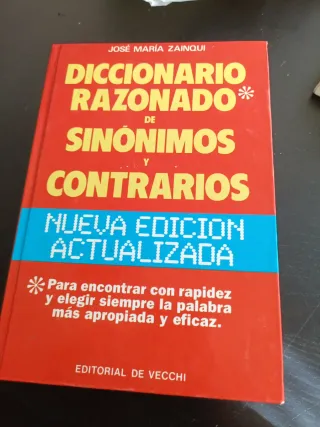 JOSÉ MARÍA ZAINQUI
DICCIONARIO
RAZONADO*
DE
SINÓNIMOS
Y
CONTRARIOS
NUEVA EDICION
ACTUALIZADA
* Para encontrar con rapidez
y elegir siempre la palabra
más apropiada y eficaz.
EDITORIAL DE VECCHI